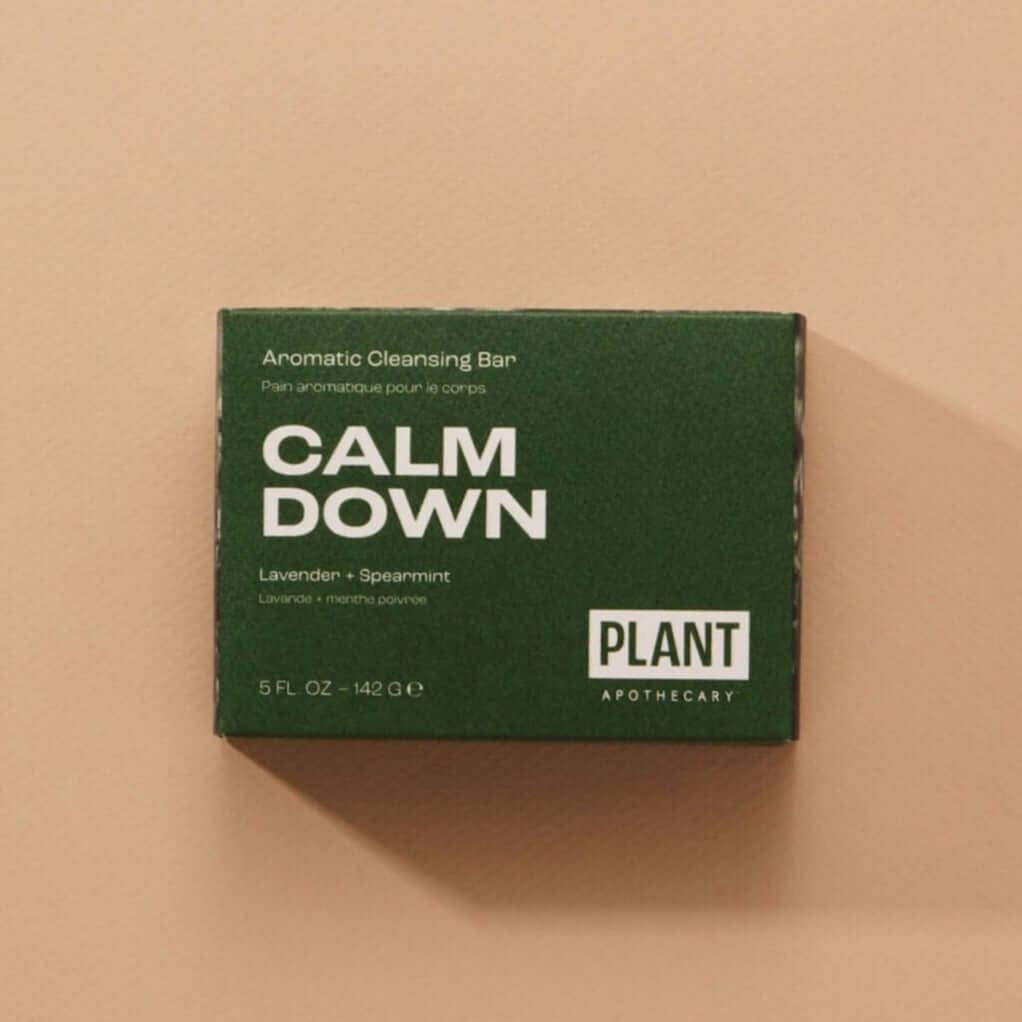 Aromatic Cleansing Bar
Pain aromatique pour le corps
CALM
DOWN
Lavender + Spearmint
Lavande + menthe poivrée
5 FL. OZ – 142 G ℮
PLANT
APOTHECARY